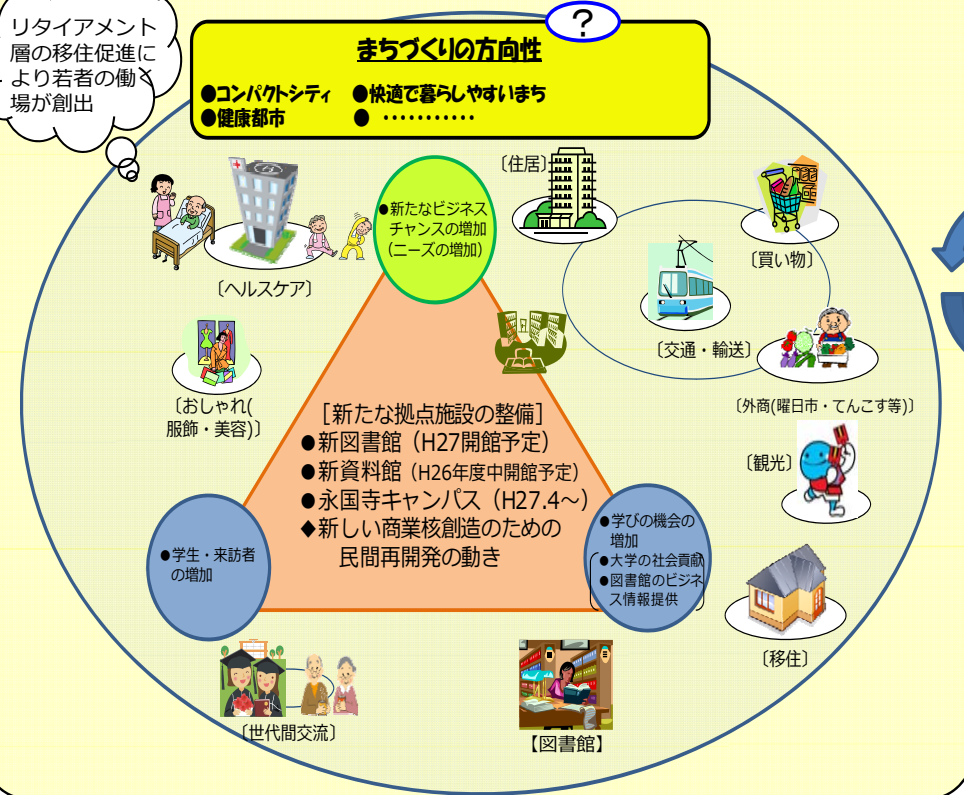 リタイアメント
層の移住促進に
より若者の働く
場が創出
?
まちづくりの方向性
●コンパクトシティ ●快適で暮らしやすいまち
●健康都市 ● ‥‥‥‥‥‥
●新たなビジネス
チャンスの増加
(ニーズの増加)
〔住居〕
〔買い物〕
〔ヘルスケア〕
〔交通・輸送〕
〔おしゃれ(
服飾・美容)〕
〔外商(曜日市・てんこす等)〕
〔観光〕
[新たな拠点施設の整備]
●新図書館(H27開館予定)
●新資料館(H26年度中開館予定)
●永国寺キャンパス(H27.4~)
◆新しい商業核創造のための
民間再開発の動き
●学生・来訪者
の増加
●学びの機会の
増加
●大学の社会貢献
●図書館のビジネ
ス情報提供
〔移住〕
〔世代間交流〕
【図書館】